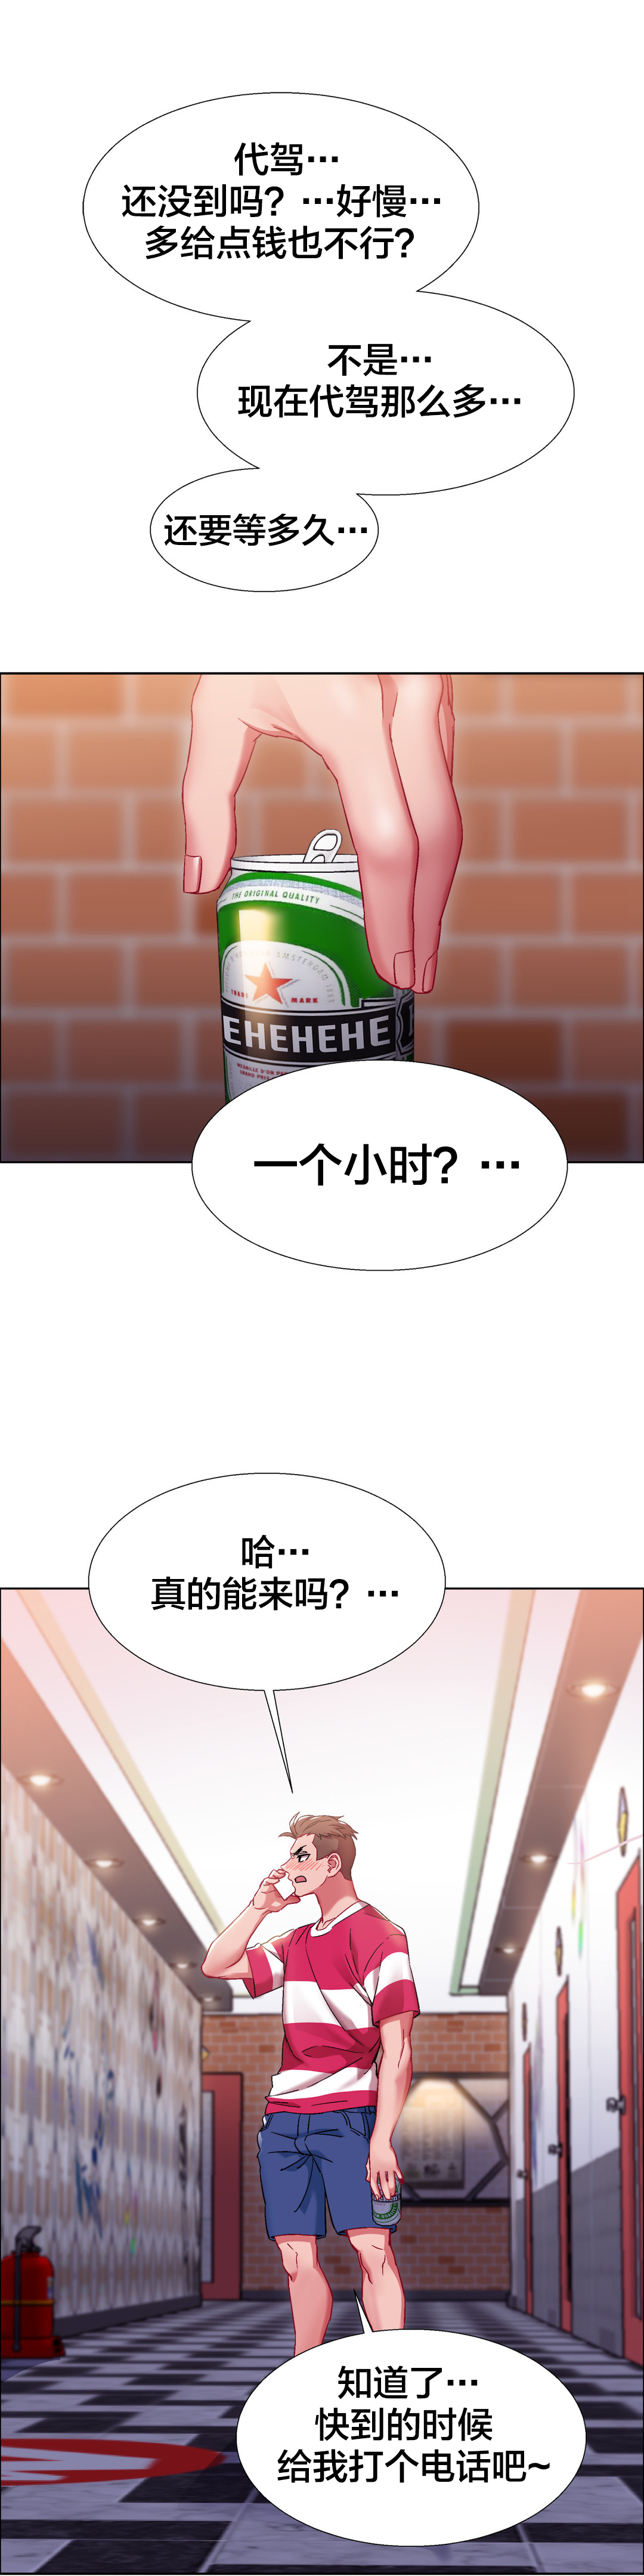 代驾…
还没到吗？…好慢…
多给点钱也不行？
不是…
现在代驾那么多…
还要等多久…
THE ORIGINAL QUALITY
TRADE MARK
EHEHEHE
一个小时？…
哈…
真的能来吗？…
知道了…
快到的时候
给我打个电话吧~